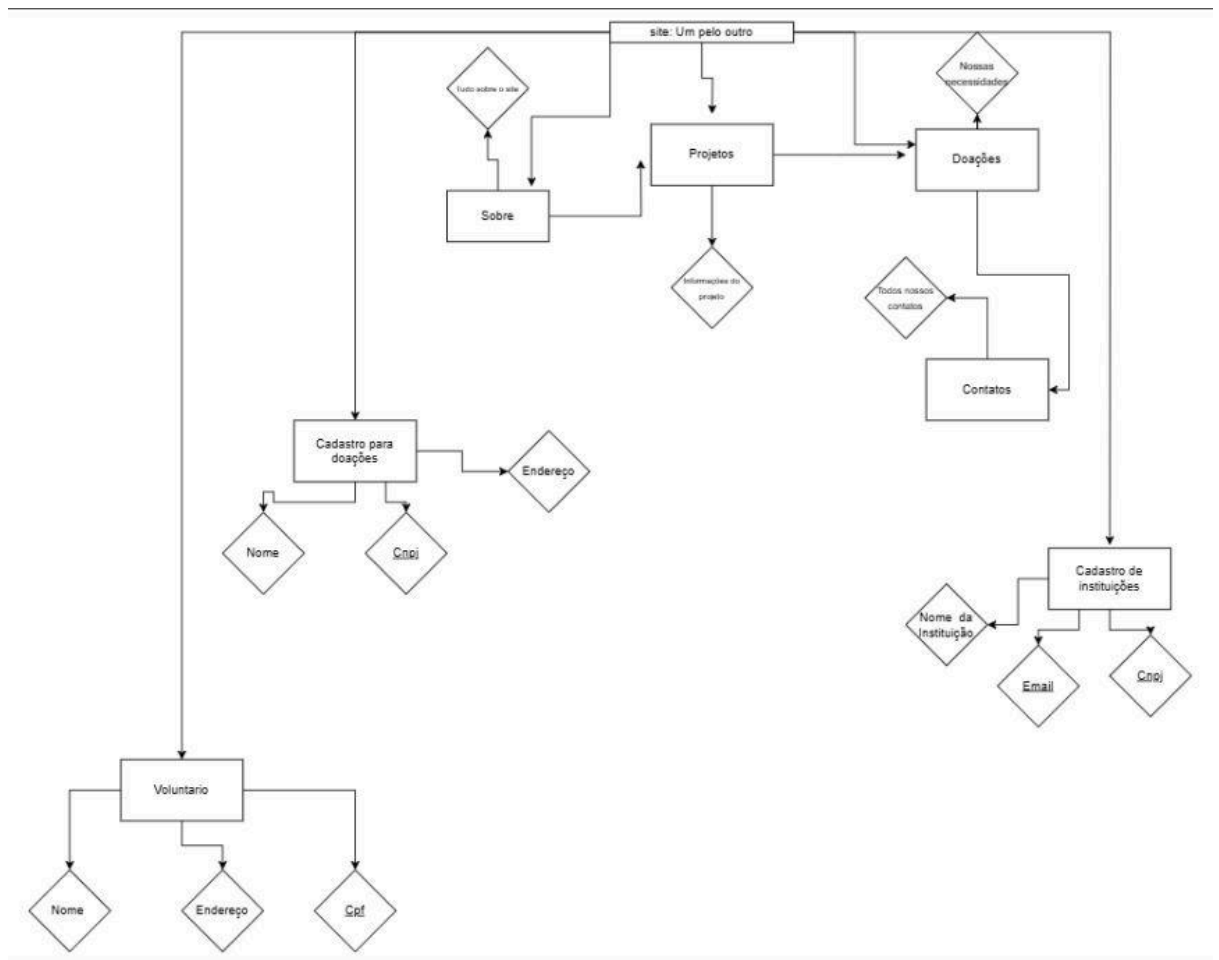 site: Um pelo outro
Nossas
necessidades
Tudo sobre o site
Projetos
Doações
Sobre
Informações do
projeto
Todos nossos
contatos
Contatos
Cadastro para
doações
Endereço
Nome
Cnpj
Cadastro de
instituições
Nome da
Instituição
Email
Cnpj
Voluntario
Nome
Endereço
Cpf